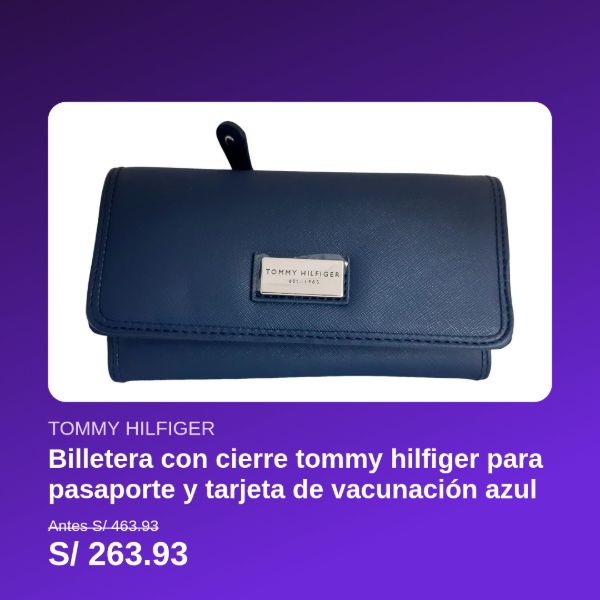 TOMMY HILFIGER
EST. 1985
TOMMY HILFIGER
Billetera con cierre tommy hilfiger para
pasaporte y tarjeta de vacunación azul
Antes S/ 463.93
S/ 263.93